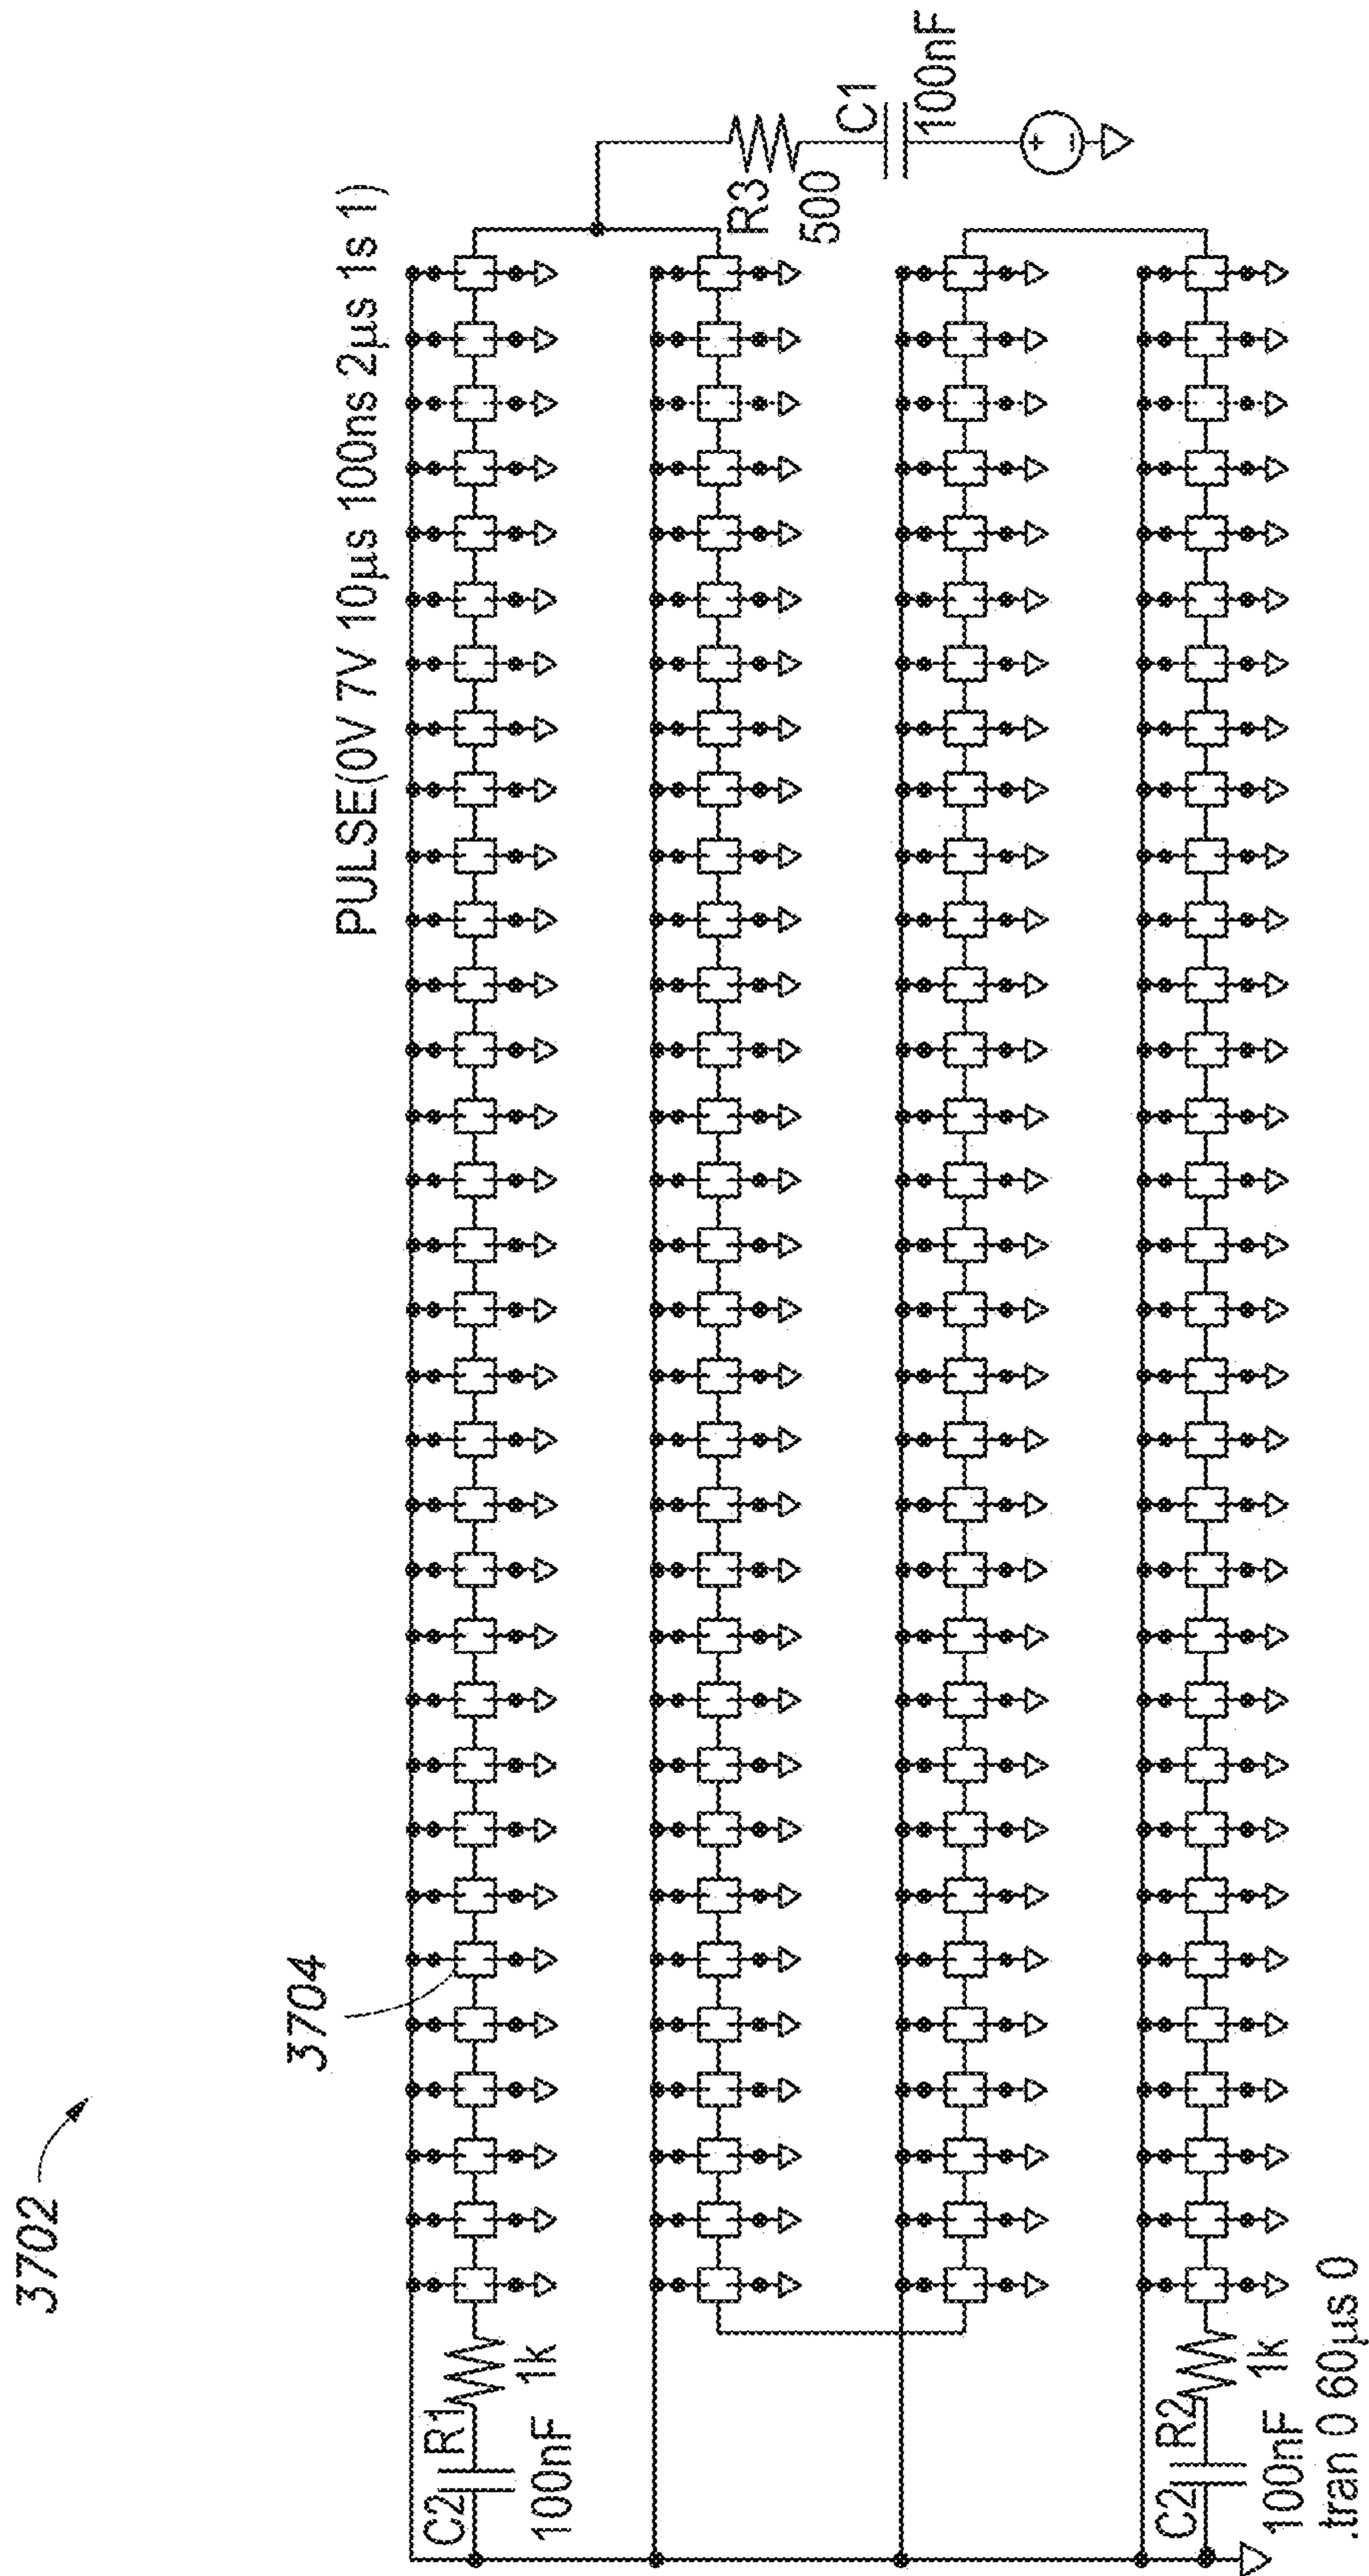 3702
3704
PULSE(0V 7V 10µs 100ns 2µs 1s 1)
C2
R1
1k
100nF
R3
500
C1
100nF
C2
R2
1k
100nF
.tran 0 60µs 0